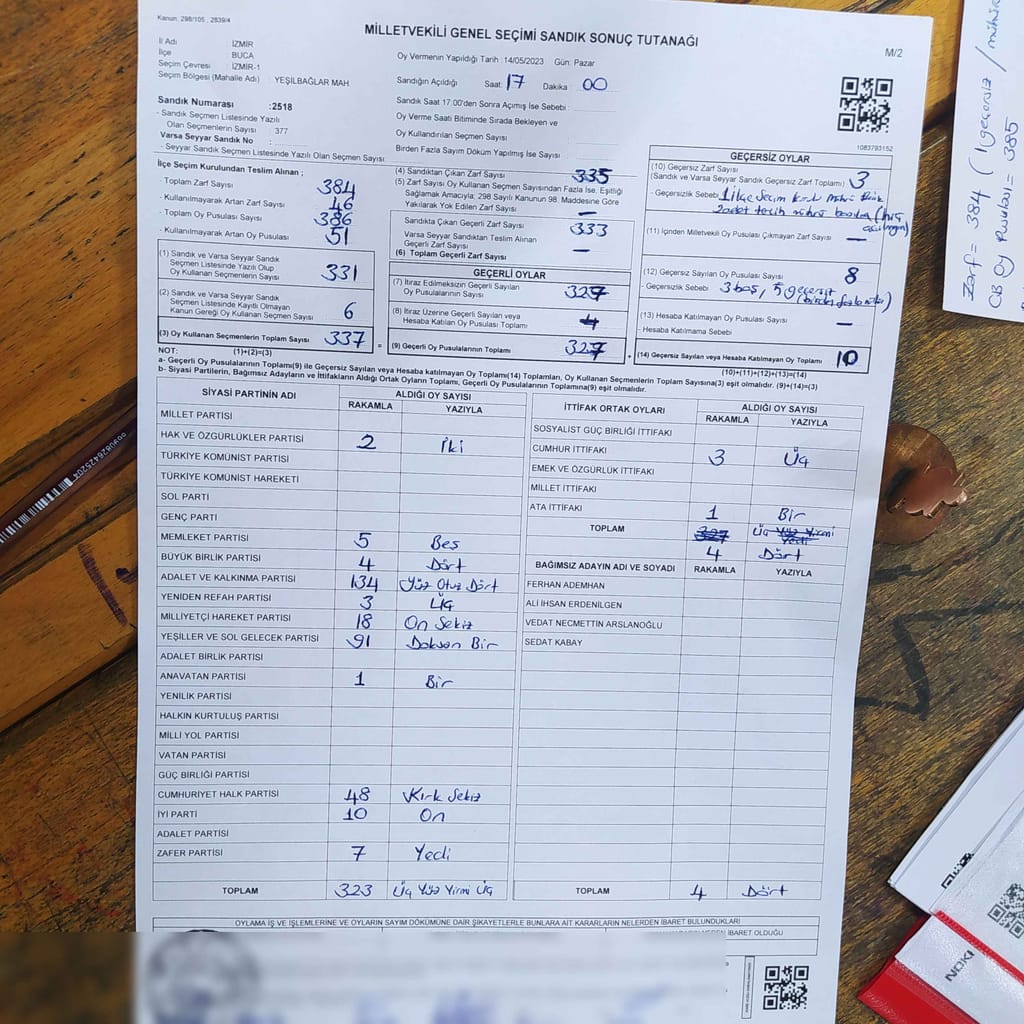 Kanun, 298/105 , 2839/4
MİLLETVEKİLİ GENEL SEÇİMİ SANDIK SONUÇ TUTANAĞI
M/2
İl Adı : İZMİR
İlçe : BUCA
Seçim Çevresi : İZMİR-1
Seçim Bölgesi (Mahalle Adı) : YEŞİLBAĞLAR MAH
Sandık Numarası :2518
- Sandık Seçmen Listesinde Yazılı
Olan Seçmenlerin Sayısı : 377
Varsa Seyyar Sandık No :
- Seyyar Sandık Seçmen Listesinde Yazılı Olan Seçmen Sayısı:
Oy Vermenin Yapıldığı Tarih :14/05/2023 Gün: Pazar
Sandığın Açıldığı Saat: 17 Dakika 00
Sandık Saat 17.00'den Sonra Açımış İse Sebebi :
Oy Verme Saati Bitiminde Sırada Bekleyen ve
Oy Kullandırılan Seçmen Sayısı
Birden Fazla Sayım Döküm Yapılmış İse Sayısı :
1083793152
İlçe Seçim Kurulundan Teslim Alınan ;
- Toplam Zarf Sayısı : 384
- Kullanılmayarak Artan Zarf Sayısı : 46
- Toplam Oy Pusulası Sayısı : 386
- Kullanılmayarak Artan Oy Pusulası : 51
(1) Sandık ve Varsa Seyyar Sandık
Seçmen Listesinde Yazılı Olup
Oy Kullanan Seçmenlerin Sayısı 331
(2) Sandık ve Varsa Seyyar Sandık
Seçmen Listesinde Kayıtlı Olmayan
Kanun Gereği Oy Kullanan Seçmen Sayısı 6
(3) Oy Kullanan Seçmenlerin Toplam Sayısı 337
(4) Sandıktan Çıkan Zarf Sayısı 335
(5) Zarf Sayısı Oy Kullanan Seçmen Sayısından Fazla İse, Eşitliği
Sağlamak Amacıyla; 298 Sayılı Kanunun 98. Maddesine Göre
Yakılarak Yok Edilen Zarf Sayısı —
Sandıkta Çıkan Geçerli Zarf Sayısı 333
Varsa Seyyar Sandıktan Teslim Alınan
Geçerli Zarf Sayısı —
(6) Toplam Geçerli Zarf Sayısı
GEÇERLİ OYLAR
(7) İtiraz Edilmeksizin Geçerli Sayılan
Oy Pusulalarının Sayısı 327
(8) İtiraz Üzerine Geçerli Sayılan veya
Hesaba Katılan Oy Pusulası Toplamı
= (9) Geçerli Oy Pusulalarının Toplamı 327 +
GEÇERSİZ OYLAR
(10) Geçersiz Zarf Sayısı
(Sandık ve Varsa Seyyar Sandık Geçersiz Zarf Toplamı) 3
- Geçersizlik Sebebi 1 ilçe Seçim
2 adet tercih mührü
(11) İçinden Milletvekili Oy Pusulası Çıkmayan Zarf Sayısı —
(12) Geçersiz Sayılan Oy Pusulası Sayısı 8
- Geçersizlik Sebebi 3 boş, 5 geçersiz
(13) Hesaba Katılmayan Oy Pusulası Sayısı —
- Hesaba Katılmama Sebebi
(14) Geçersiz Sayılan veya Hesaba Katılmayan Oy Toplamı 10
NOT: (1)+(2)=(3) (10)+(11)+(12)+(13)=(14)
a- Geçerli Oy Pusulalarının Toplamı(9) ile Geçersiz Sayılan veya Hesaba katılmayan Oy Toplamı(14) Toplamları, Oy Kullanan Seçmenlerin Toplam Sayısına(3) eşit olmalıdır. (9)+(14)=(3)
b- Siyasi Partilerin, Bağımsız Adayların ve İttifakların Aldığı Ortak Oyların Toplamı, Geçerli Oy Pusulalarının Toplamına(9) eşit olmalıdır.
SİYASİ PARTİNİN ADI ALDIĞI OY SAYISI
RAKAMLA YAZIYLA
MİLLET PARTİSİ
HAK VE ÖZGÜRLÜKLER PARTİSİ 2 İki
TÜRKİYE KOMÜNİST PARTİSİ
TÜRKİYE KOMÜNİST HAREKETİ
SOL PARTİ
GENÇ PARTİ
MEMLEKET PARTİSİ 5 Beş
BÜYÜK BİRLİK PARTİSİ 4 Dört
ADALET VE KALKINMA PARTİSİ 134 Yüz Otuz Dört
YENİDEN REFAH PARTİSİ 3 Üç
MİLLİYETÇİ HAREKET PARTİSİ 18 On Sekiz
YEŞİLLER VE SOL GELECEK PARTİSİ 91 Doksan Bir
ADALET BİRLİK PARTİSİ
ANAVATAN PARTİSİ 1 Bir
YENİLİK PARTİSİ
HALKIN KURTULUŞ PARTİSİ
MİLLİ YOL PARTİSİ
VATAN PARTİSİ
GÜÇ BİRLİĞİ PARTİSİ
CUMHURİYET HALK PARTİSİ 48 Kırk Sekiz
İYİ PARTİ 10 On
ADALET PARTİSİ
ZAFER PARTİSİ 7 Yedi
TOPLAM 323 Üç Yüz Yirmi Üç
İTTİFAK ORTAK OYLARI ALDIĞI OY SAYISI
RAKAMLA YAZIYLA
SOSYALİST GÜÇ BİRLİĞİ İTTİFAKI
CUMHUR İTTİFAKI 3 Üç
EMEK VE ÖZGÜRLÜK İTTİFAKI
MİLLET İTTİFAKI
ATA İTTİFAKI 1 Bir
TOPLAM 327 Üç Yüz Yirmi Yedi
4 Dört
BAĞIMSIZ ADAYIN ADI VE SOYADI RAKAMLA YAZIYLA
FERHAN ADEMHAN
ALİ İHSAN ERDENİLGEN
VEDAT NECMETTİN ARSLANOĞLU
SEDAT KABAY
TOPLAM 4 Dört
OYLAMA İŞ VE İŞLEMLERİNE VE OYLARIN SAYIM DÖKÜMÜNE DAİR ŞİKAYETLERLE BUNLARA AİT KARARLARIN NELERDEN İBARET BULUNDUKLARI
İBARET OLDUĞU
Zarf = 384 (1 geçersiz /
CB Oy Pusulası = 385
NOKI